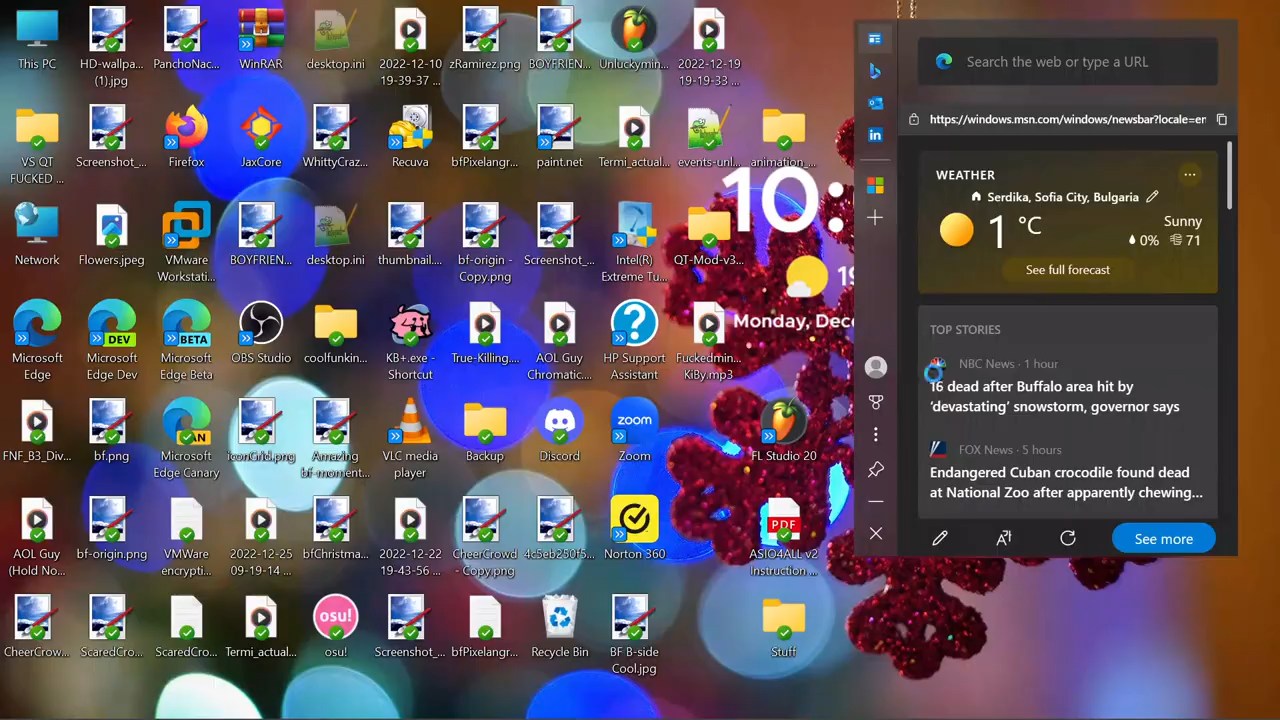 This PC
HD-wallpa...
(1).jpg
PanchoNac...
WinRAR
desktop.ini
2022-12-10
19-39-37 ...
zRamirez.png
BOYFRIEN...
Unluckymin...
2022-12-19
19-19-33 ...
VS QT
FUCKED ...
Screenshot_...
Firefox
JaxCore
WhittyCraz...
Recuva
bfPixelangr...
paint.net
Termi_actual...
events-unl...
animation_...
Network
Flowers.jpeg
VMware
Workstati...
BOYFRIEN...
desktop.ini
thumbnail....
bf-origin -
Copy.png
Screenshot_...
Intel(R)
Extreme Tu...
QT-Mod-v3...
Microsoft
Edge
DEV
Microsoft
Edge Dev
BETA
Microsoft
Edge Beta
OBS Studio
coolfunkin...
KB+.exe -
Shortcut
True-Killing....
AOL Guy
Chromatic...
HP Support
Assistant
Fuckedmin...
KiBy.mp3
FNF_B3_Div...
bf.png
Microsoft
Edge Canary
iconGrid.png
Amazing
bf-moment...
VLC media
player
Backup
Discord
zoom
Zoom
FL Studio 20
AOL Guy
(Hold No...
bf-origin.png
VMWare
encrypti...
2022-12-25
09-19-14 ...
bfChristma...
2022-12-22
19-43-56 ...
CheerCrowd
- Copy.png
4c5eb250f5...
Norton 360
PDF
ASIO4ALL v2
Instruction...
CheerCrow...
ScaredCro...
ScaredCro...
Termi_actual...
osu!
osu!
Screenshot_...
bfPixelangr...
Recycle Bin
BF B-side
Cool.jpg
Stuff
10:
19
Monday, Dece
in
Search the web or type a URL
https://windows.msn.com/windows/newsbar?locale=er
WEATHER
Serdika, Sofia City, Bulgaria
1 °C
Sunny
0% 71
See full forecast
TOP STORIES
NBC News · 1 hour
16 dead after Buffalo area hit by
‘devastating’ snowstorm, governor says
FOX News · 5 hours
Endangered Cuban crocodile found dead
at National Zoo after apparently chewing...
See more